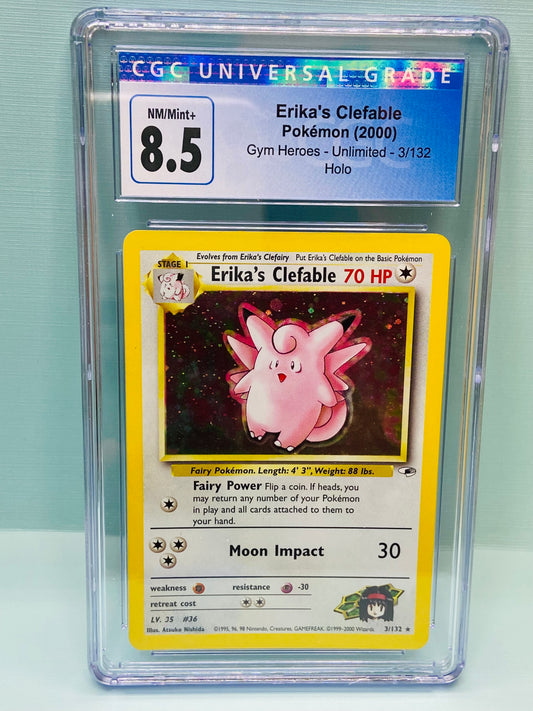 CGC UNIVERSAL GRADE
NM/Mint+
8.5
Erika's Clefable
Pokémon (2000)
Gym Heroes - Unlimited - 3/132
Holo
Evolves from Erika's Clefairy Put Erika's Clefable on the Basic Pokémon
STAGE 1
Erika's Clefable 70 HP
Fairy Pokémon. Length: 4' 3", Weight: 88 lbs.
Fairy Power Flip a coin. If heads, you
may return any number of your Pokémon
in play and all cards attached to them to
your hand.
Moon Impact 30
weakness resistance -30
retreat cost
LV. 35 #36
Illus. Atsuko Nishida ©1995, 96, 98 Nintendo, Creatures, GAMEFREAK. ©1999-2000 Wizards. 3/132 ★